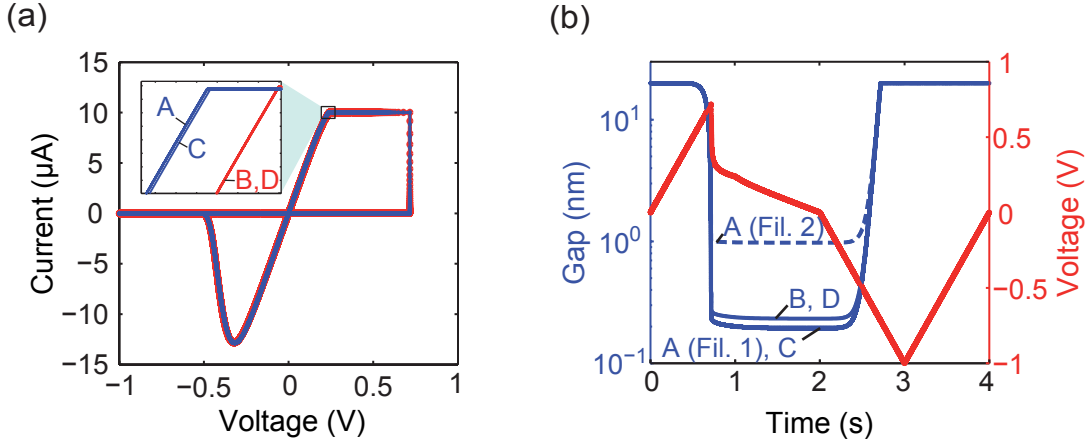 (a)
15
10
5
0
−5
−10
−15
Current (µA)
−1
−0.5
0
0.5
1
Voltage (V)
A
C
B,D
(b)
10¹
10⁰
10⁻¹
Gap (nm)
A (Fil. 2)
B, D
A (Fil. 1), C
0
1
2
3
4
Time (s)
1
0.5
0
−0.5
−1
Voltage (V)